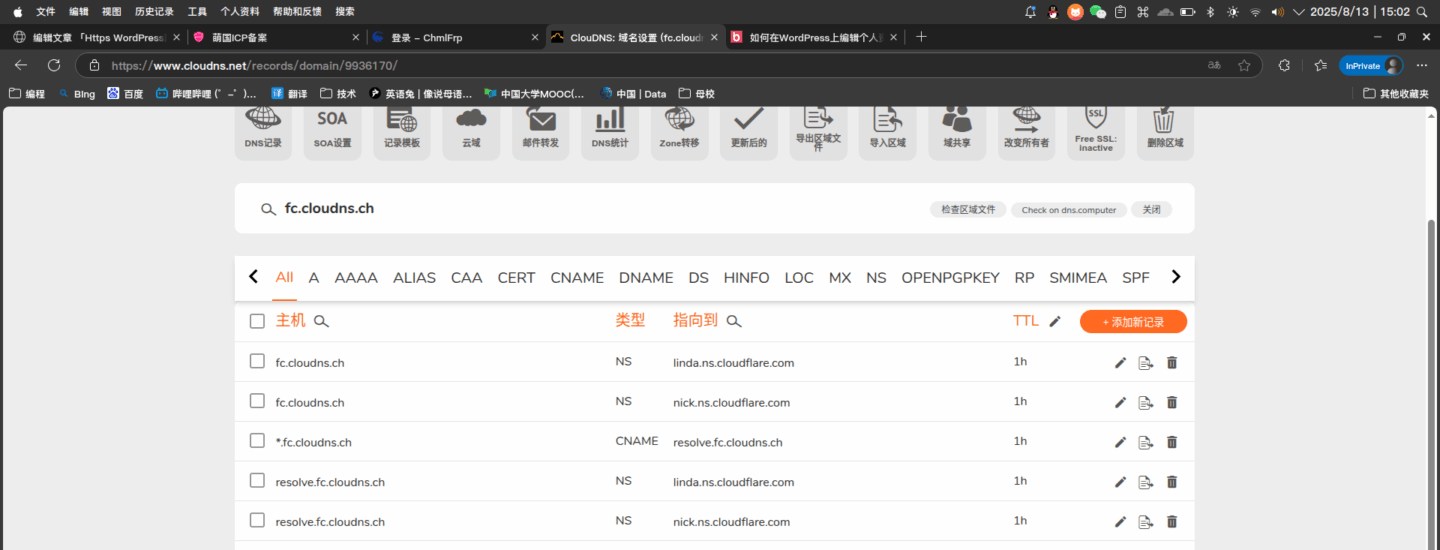 文件 编辑 视图 历史记录 工具 个人资料 帮助和反馈 搜索 2025/8/13 | 15:02
编辑文章「Https WordPress 萌国ICP备案 登录 – ChmlFrp ClouDNS: 域名设置 (fc.cloudn 如何在WordPress上编辑个人
https://www.cloudns.net/records/domain/9936170/ InPrivate
编程 Bing 百度 哔哩哔哩 (゜-゜)... 翻译 技术 英语兔 | 像说母语... 中国大学MOOC(... 中国 | Data 母校 其他收藏夹
DNS记录 SOA设置 记录模板 云域 邮件转发 DNS统计 Zone转移 更新后的 导出区域文件 导入区域 域共享 改变所有者 Free SSL: inactive 删除区域
fc.cloudns.ch 检查区域文件 Check on dns.computer 关闭
All A AAAA ALIAS CAA CERT CNAME DNAME DS HINFO LOC MX NS OPENPGPKEY RP SMIMEA SPF
主机 类型 指向到 TTL + 添加新记录
fc.cloudns.ch NS linda.ns.cloudflare.com 1h
fc.cloudns.ch NS nick.ns.cloudflare.com 1h
*.fc.cloudns.ch CNAME resolve.fc.cloudns.ch 1h
resolve.fc.cloudns.ch NS linda.ns.cloudflare.com 1h
resolve.fc.cloudns.ch NS nick.ns.cloudflare.com 1h